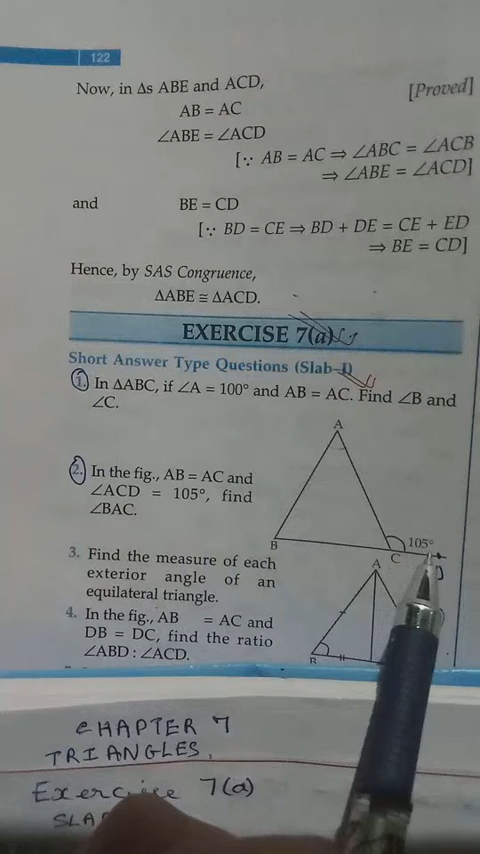 122
Now, in Δs ABE and ACD,
AB = AC [Proved]
∠ABE = ∠ACD
[∵ AB = AC ⇒ ∠ABC = ∠ACB
⇒ ∠ABE = ∠ACD]
and BE = CD
[∵ BD = CE ⇒ BD + DE = CE + ED
⇒ BE = CD]
Hence, by SAS Congruence,
ΔABE ≅ ΔACD.
EXERCISE 7(a)
Short Answer Type Questions (Slab–I)
1. In ΔABC, if ∠A = 100° and AB = AC. Find ∠B and
∠C.
2. In the fig., AB = AC and
∠ACD = 105°, find
∠BAC.
A
B
C
105°
3. Find the measure of each
exterior angle of an
equilateral triangle.
4. In the fig., AB = AC and
DB = DC, find the ratio
∠ABD : ∠ACD.
A
B
CHAPTER 7
TRIANGLES.
Exercise 7(a)